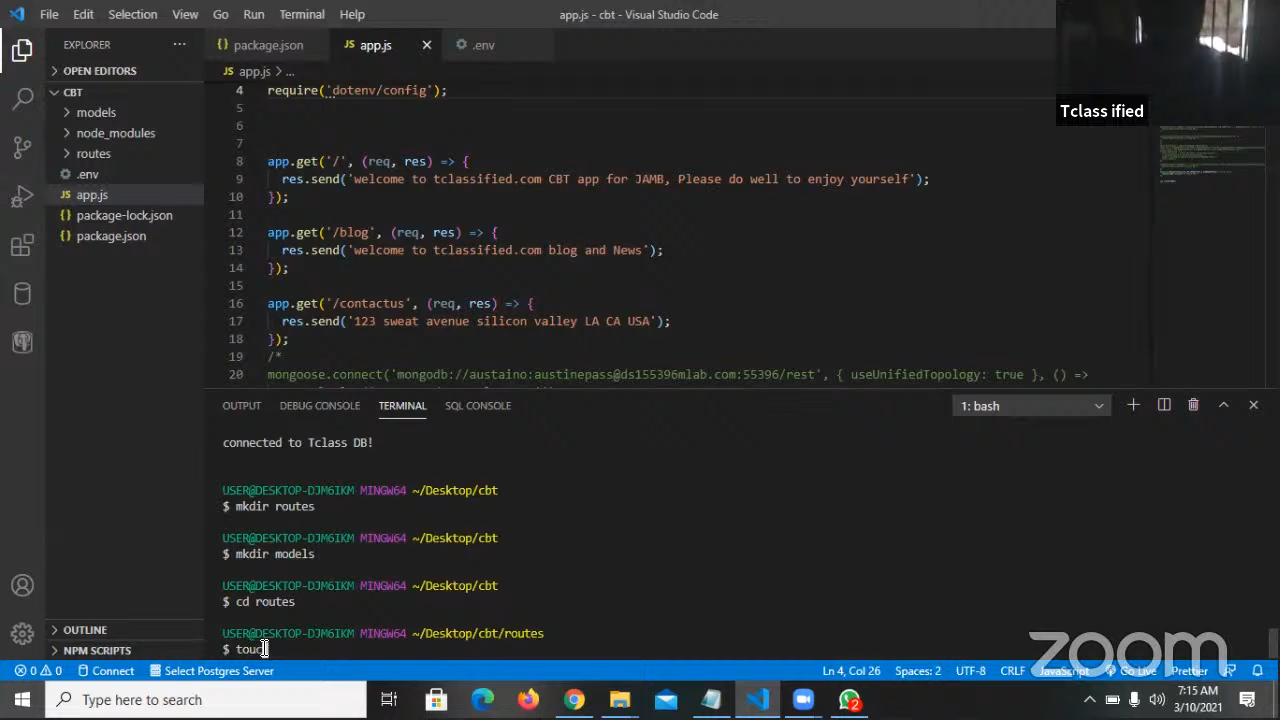 File Edit Selection View Go Run Terminal Help
app.js - cbt - Visual Studio Code
EXPLORER
package.json
JS app.js
.env
OPEN EDITORS
JS app.js > ...
CBT
models
node_modules
routes
.env
JS app.js
package-lock.json
package.json
OUTLINE
NPM SCRIPTS
4 require('dotenv/config');
5
6
7
8 app.get('/', (req, res) => {
9 res.send('welcome to tclassified.com CBT app for JAMB, Please do well to enjoy yourself');
10 });
11
12 app.get('/blog', (req, res) => {
13 res.send('welcome to tclassified.com blog and News');
14 });
15
16 app.get('/contactus', (req, res) => {
17 res.send('123 sweat avenue silicon valley LA CA USA');
18 });
19 /*
20 mongoose.connect('mongodb://austaino:austinepass@ds155396mlab.com:55396/rest', { useUnifiedTopology: true }, () =>
Tclass ified
OUTPUT DEBUG CONSOLE TERMINAL SQL CONSOLE
1: bash
connected to Tclass DB!
USER@DESKTOP-DJM6IKM MINGW64 ~/Desktop/cbt
$ mkdir routes
USER@DESKTOP-DJM6IKM MINGW64 ~/Desktop/cbt
$ mkdir models
USER@DESKTOP-DJM6IKM MINGW64 ~/Desktop/cbt
$ cd routes
USER@DESKTOP-DJM6IKM MINGW64 ~/Desktop/cbt/routes
$ touc
zoom
0 0 Connect Select Postgres Server
Ln 4, Col 26 Spaces: 2 UTF-8 CRLF JavaScript Go Live Prettier
Type here to search
2
7:15 AM
3/10/2021